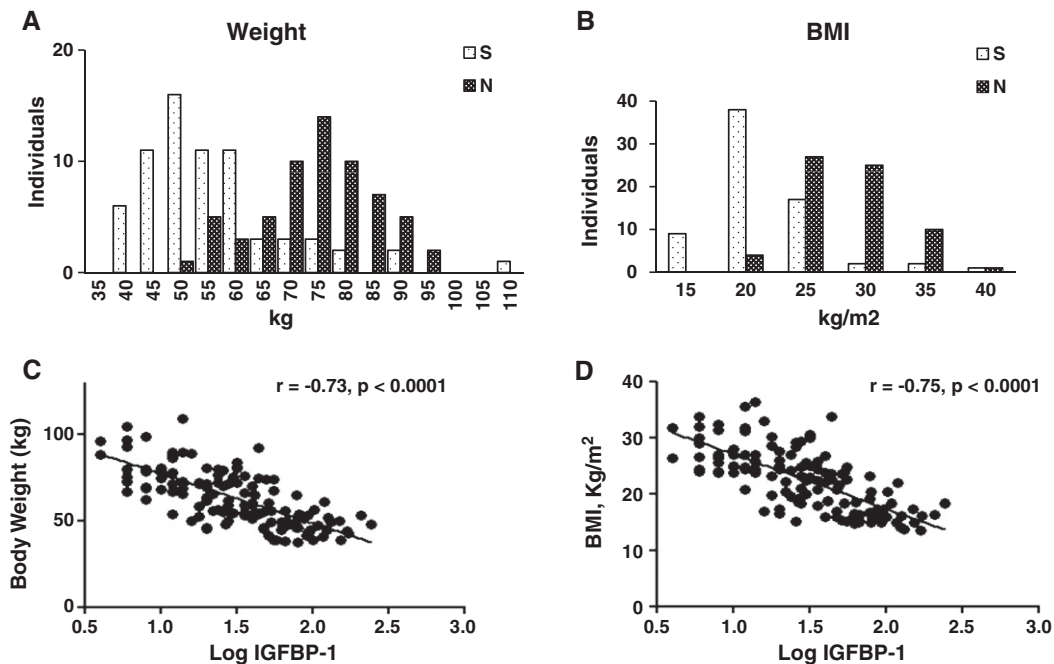 A
Weight
S
N
20
10
0
Individuals
35 40 45 50 55 60 65 70 75 80 85 90 95 100 105 110
kg
B
BMI
S
N
40
30
20
10
0
Individuals
15 20 25 30 35 40
kg/m2
C
r = -0.73, p < 0.0001
100
50
0
Body Weight (kg)
0.5 1.0 1.5 2.0 2.5 3.0
Log IGFBP-1
D
r = -0.75, p < 0.0001
40
30
20
10
0
BMI, Kg/m²
0.5 1.0 1.5 2.0 2.5 3.0
Log IGFBP-1